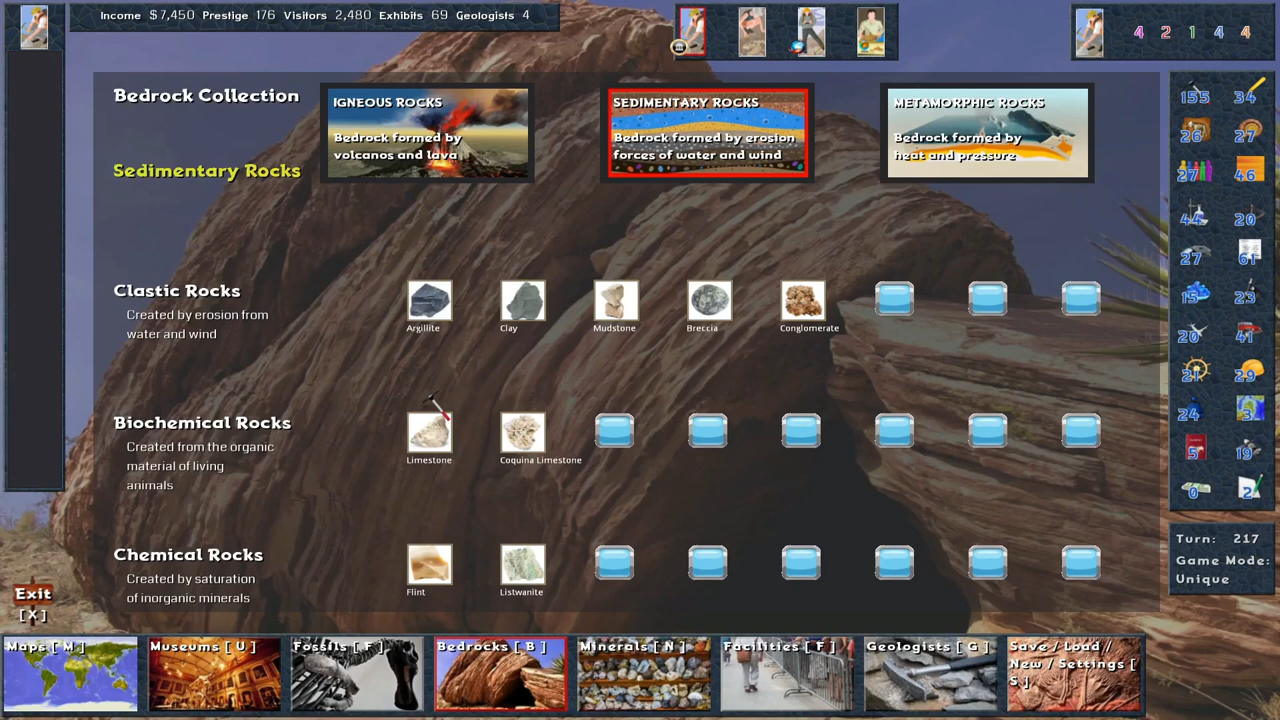 Income $7,450 Prestige 176 Visitors 2,480 Exhibits 69 Geologists 4
4 2 1 4 4
Bedrock Collection
Sedimentary Rocks
IGNEOUS ROCKS
Bedrock formed by
volcanos and lava
SEDIMENTARY ROCKS
Bedrock formed by erosion
forces of water and wind
METAMORPHIC ROCKS
Bedrock formed by
heat and pressure
Clastic Rocks
Created by erosion from
water and wind
Argillite
Clay
Mudstone
Breccia
Conglomerate
Biochemical Rocks
Created from the organic
material of living
animals
Limestone
Coquina Limestone
Chemical Rocks
Created by saturation
of inorganic minerals
Flint
Listwanite
155 34
26 27
27 46
44 20
27 61
15 23
20 41
21 29
24 3
5 19
0 2
Turn: 217
Game Mode:
Unique
Exit
[X]
Maps [ M ]
Museums [ U ]
Fossils [ F ]
Bedrocks [ B ]
Minerals [ N ]
Facilities [ F ]
Geologists [ G ]
Save / Load /
New / Settings [
S ]